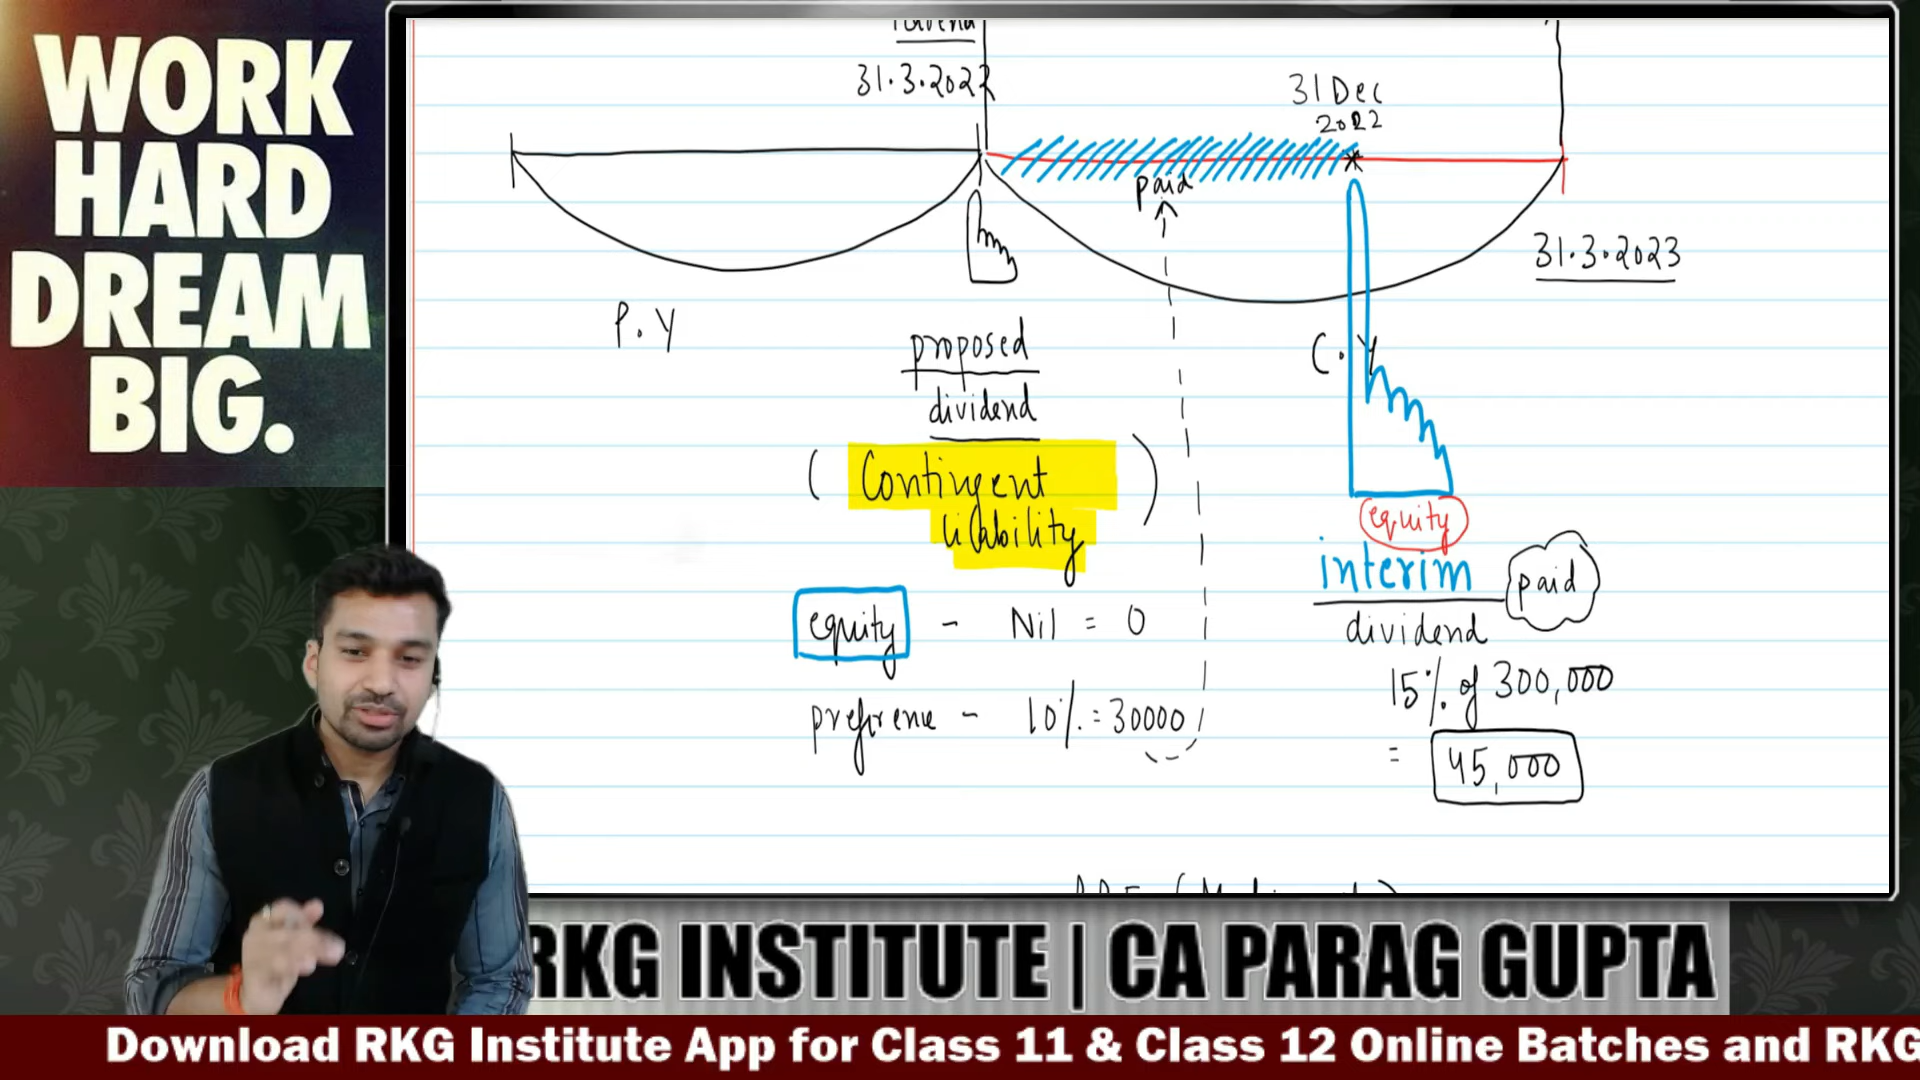 WORK
HARD
DREAM
BIG.
31.3.2022
31 Dec
2022
paid
31.3.2023
P.Y
C.Y
proposed
dividend
( Contingent
liability )
equity - Nil = 0
prefrence - 10% = 30000
equity
interim paid
dividend
15% of 300,000
= 45,000
RKG INSTITUTE | CA PARAG GUPTA
Download RKG Institute App for Class 11 & Class 12 Online Batches and RKG